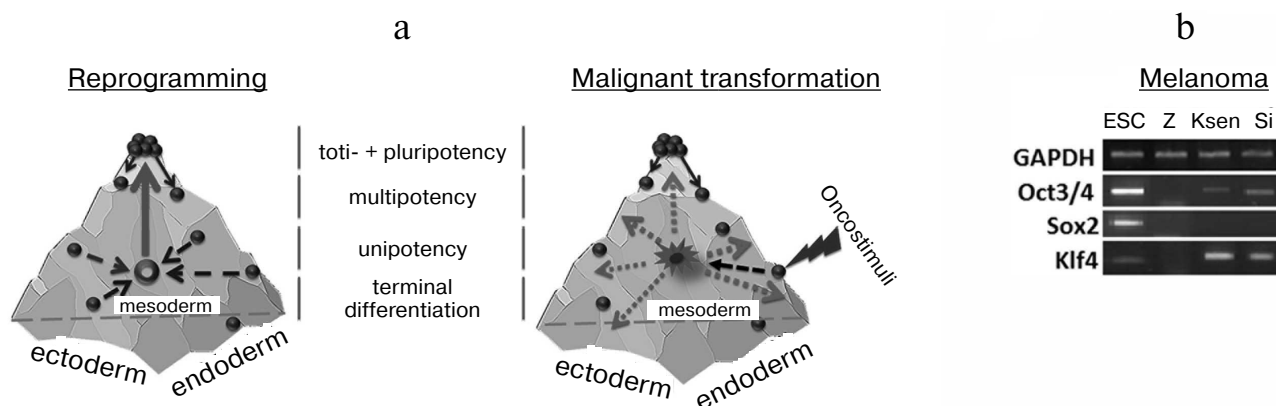 a
b
Reprogramming
Malignant transformation
Melanoma
toti- + pluripotency
multipotency
unipotency
terminal
differentiation
mesoderm
ectoderm
endoderm
Oncostimuli
mesoderm
ectoderm
endoderm
ESC Z Ksen Si
GAPDH
Oct3/4
Sox2
Klf4